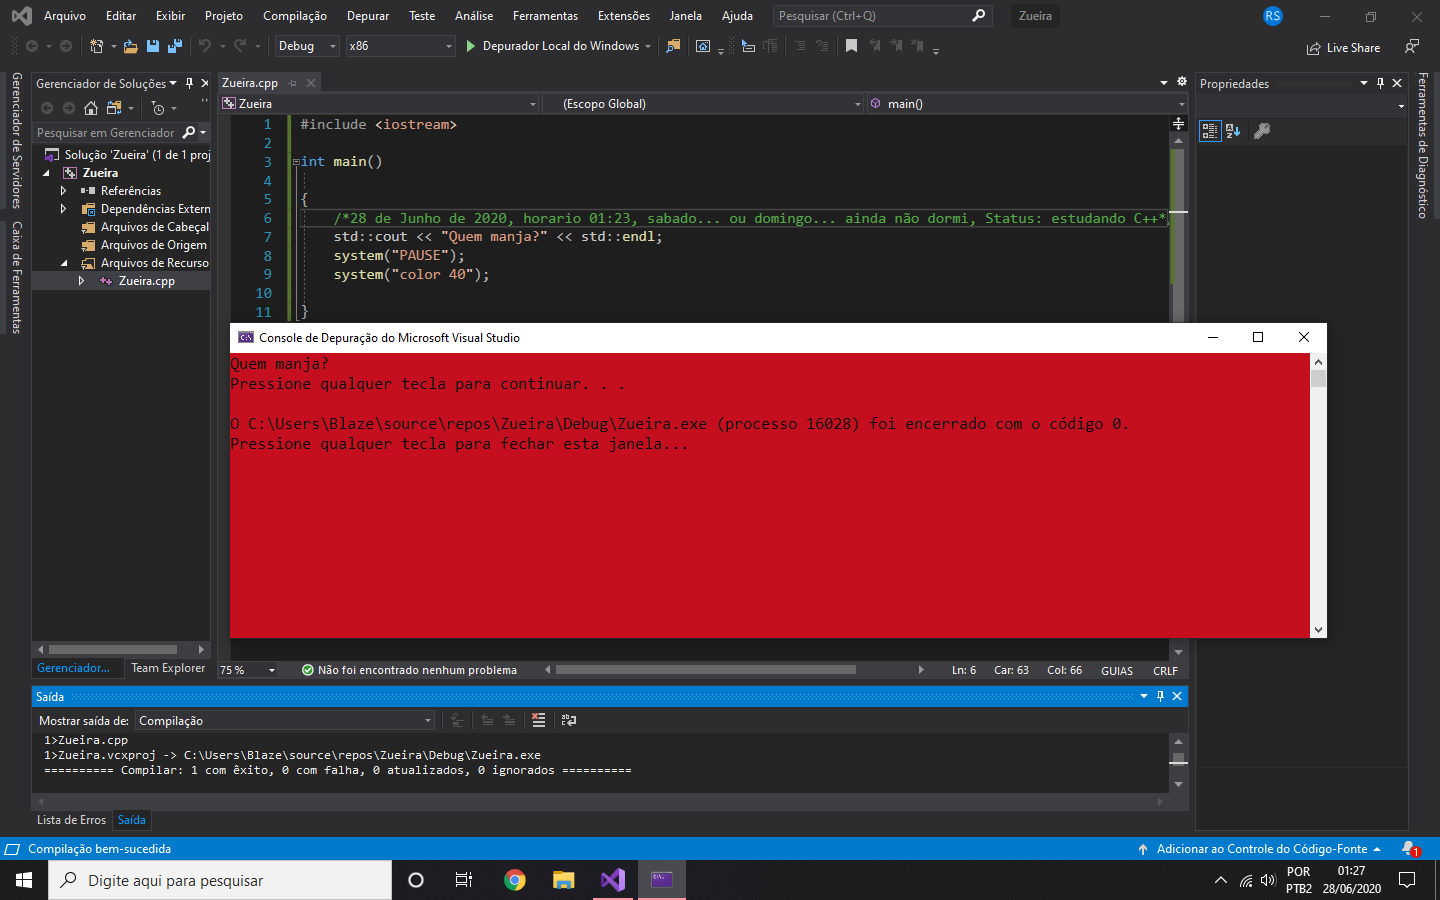 Arquivo Editar Exibir Projeto Compilação Depurar Teste Análise Ferramentas Extensões Janela Ajuda Pesquisar (Ctrl+Q) Zueira RS
Debug x86 Depurador Local do Windows Live Share
Gerenciador de Servidores
Caixa de Ferramentas
Gerenciador de Soluções
Pesquisar em Gerenciador
Solução 'Zueira' (1 de 1 proj
Zueira
Referências
Dependências Extern
Arquivos de Cabeçal
Arquivos de Origem
Arquivos de Recurso
Zueira.cpp
Gerenciador... Team Explorer
Zueira.cpp
Zueira (Escopo Global) main()
1 #include <iostream>
2
3 int main()
4
5 {
6 /*28 de Junho de 2020, horario 01:23, sabado... ou domingo... ainda não dormi, Status: estudando C++*
7 std::cout << "Quem manja?" << std::endl;
8 system("PAUSE");
9 system("color 40");
10
11 }
Console de Depuração do Microsoft Visual Studio
Quem manja?
Pressione qualquer tecla para continuar. . .
O C:\Users\Blaze\source\repos\Zueira\Debug\Zueira.exe (processo 16028) foi encerrado com o código 0.
Pressione qualquer tecla para fechar esta janela...
75 % Não foi encontrado nenhum problema Ln: 6 Car: 63 Col: 66 GUIAS CRLF
Propriedades
Ferramentas de Diagnóstico
Saída
Mostrar saída de: Compilação
1>Zueira.cpp
1>Zueira.vcxproj -> C:\Users\Blaze\source\repos\Zueira\Debug\Zueira.exe
========== Compilar: 1 com êxito, 0 com falha, 0 atualizados, 0 ignorados ==========
Lista de Erros Saída
Compilação bem-sucedida Adicionar ao Controle do Código-Fonte 1
Digite aqui para pesquisar
POR
PTB2
01:27
28/06/2020